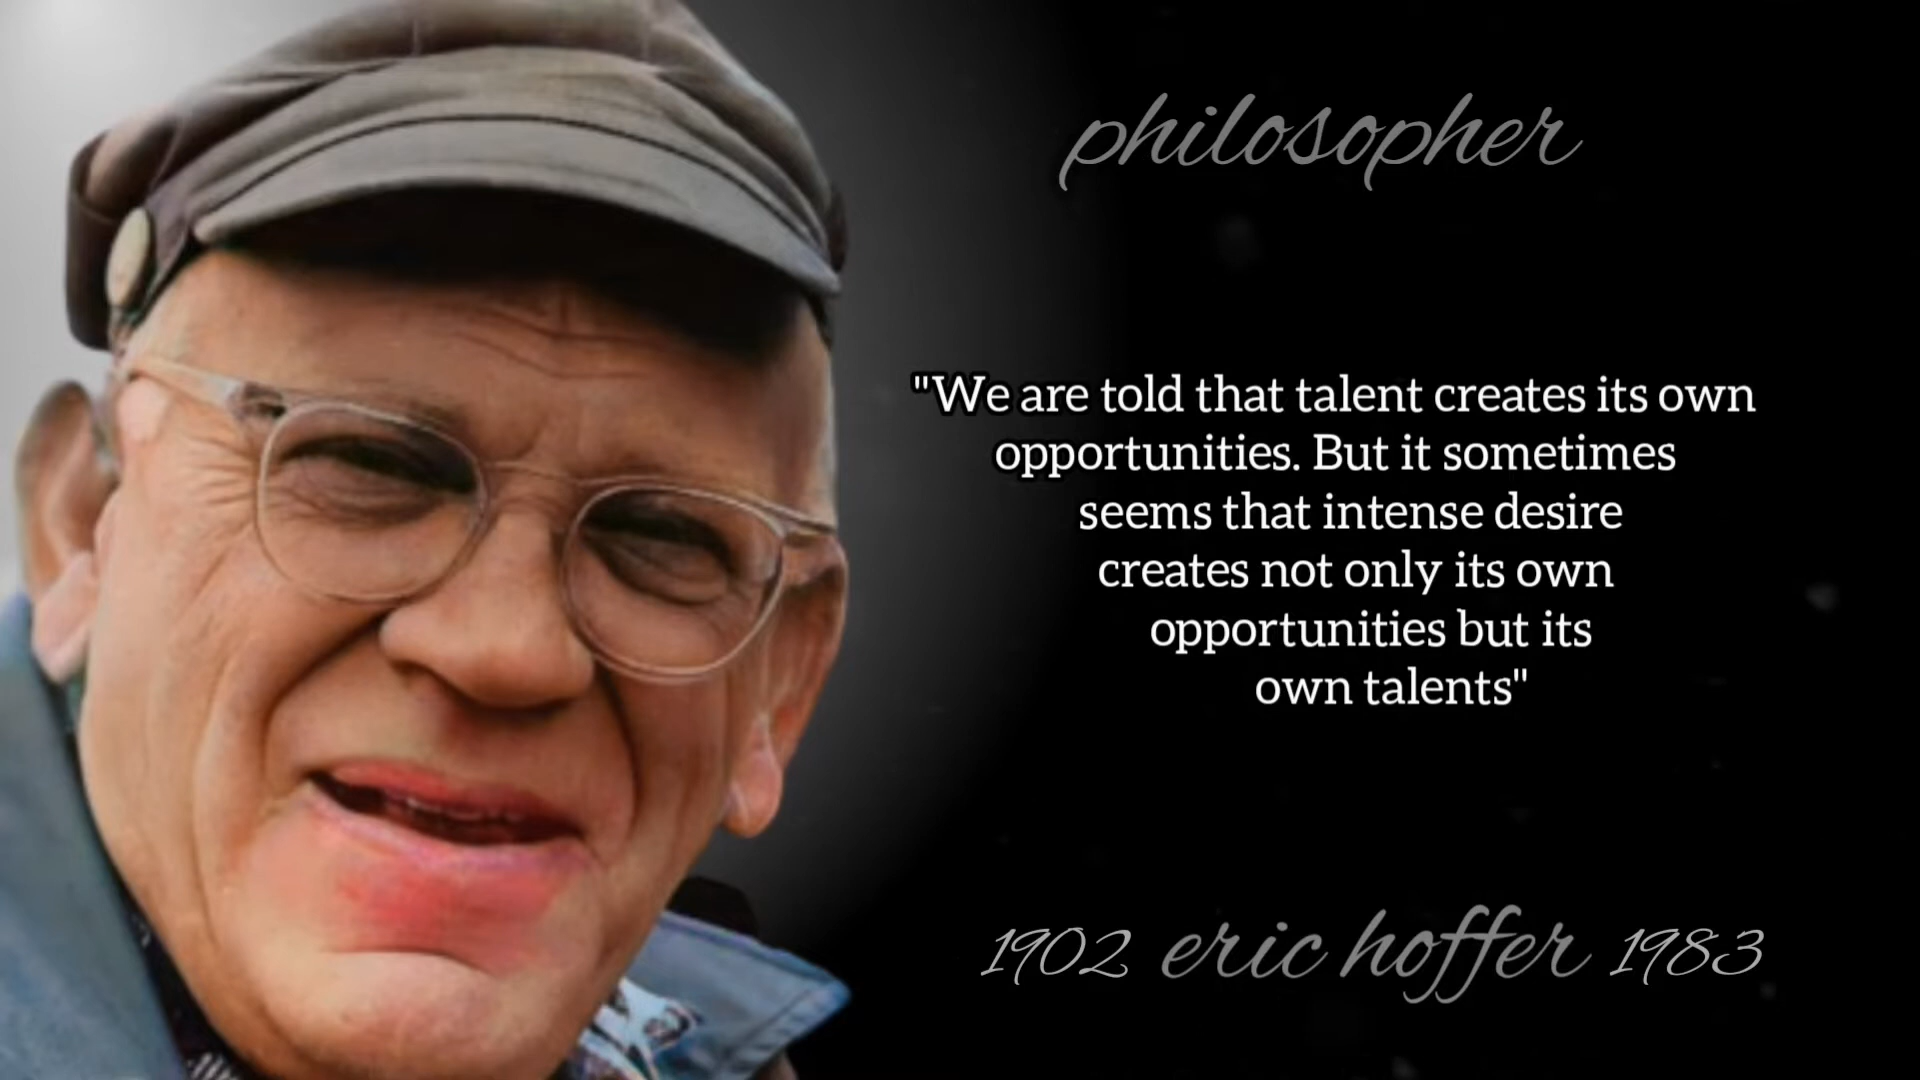 philosopher
"We are told that talent creates its own
opportunities. But it sometimes
seems that intense desire
creates not only its own
opportunities but its
own talents"
1902 eric hoffer 1983